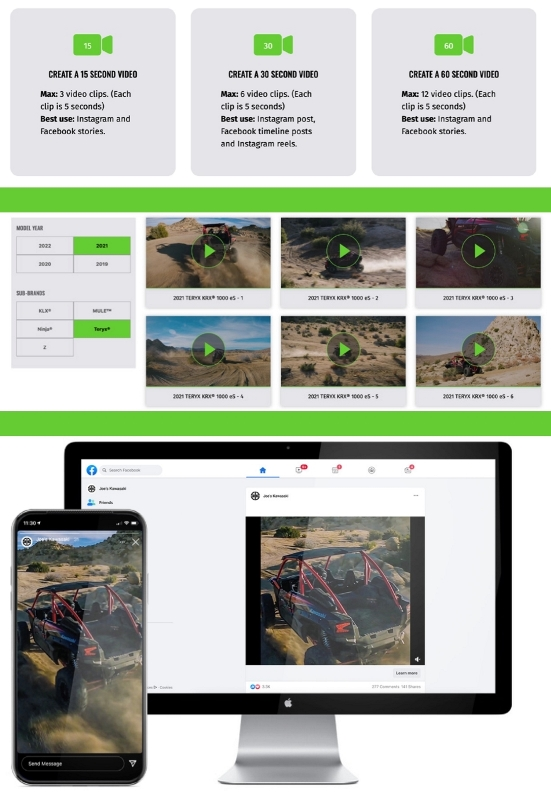 15
30
60
CREATE A 15 SECOND VIDEO
CREATE A 30 SECOND VIDEO
CREATE A 60 SECOND VIDEO
Max: 3 video clips. (Each
clip is 5 seconds)
Best use: Instagram and
Facebook stories.
Max: 6 video clips. (Each
clip is 5 seconds)
Best use: Instagram post,
Facebook timeline posts
and Instagram reels.
Max: 12 video clips. (Each
clip is 5 seconds)
Best use: Instagram and
Facebook stories.
MODEL YEAR
2022
2021
2020
2019
SUB-BRANDS
KLX®
MULE™
Ninja®
Teryx®
Z
2021 TERYX KRX® 1000 eS - 1
2021 TERYX KRX® 1000 eS - 2
2021 TERYX KRX® 1000 eS - 3
2021 TERYX KRX® 1000 eS - 4
2021 TERYX KRX® 1000 eS - 5
2021 TERYX KRX® 1000 eS - 6
Search Facebook
Joe's Kawasaki
Friends
Joe's Kawasaki
Learn more
Cookies
Comments
Shares
11:30
Joe's Kawasaki
Send Message